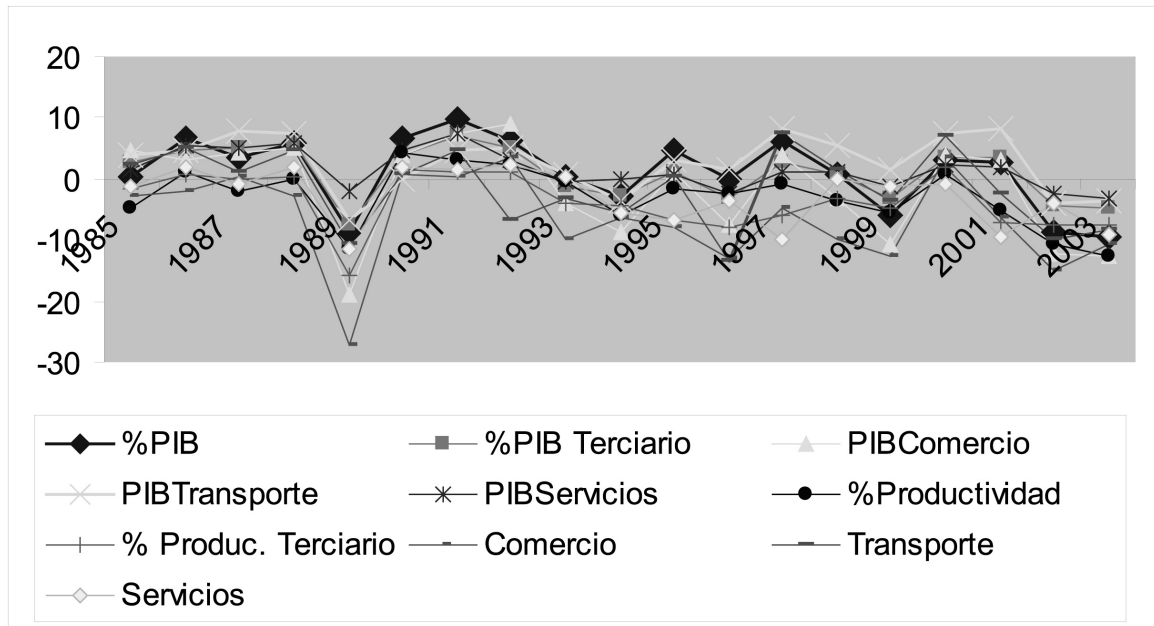 20
10
0
-10
-20
-30
1985
1987
1989
1991
1993
1995
1997
1999
2001
2003
%PIB
%PIB Terciario
PIBComercio
PIBTransporte
PIBServicios
%Productividad
% Produc. Terciario
Comercio
Transporte
Servicios